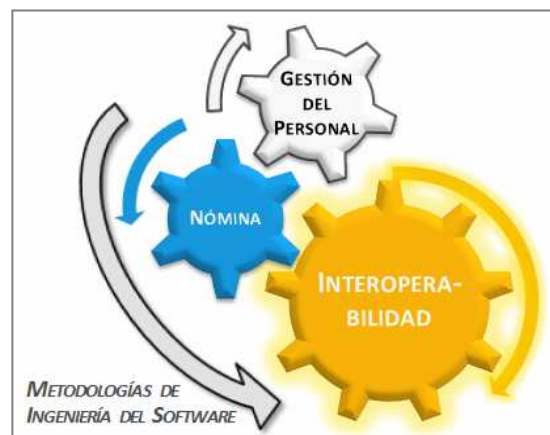 GESTIÓN
DEL
PERSONAL
NÓMINA
INTEROPERA-
BILIDAD
METODOLOGÍAS DE
INGENIERÍA DEL SOFTWARE